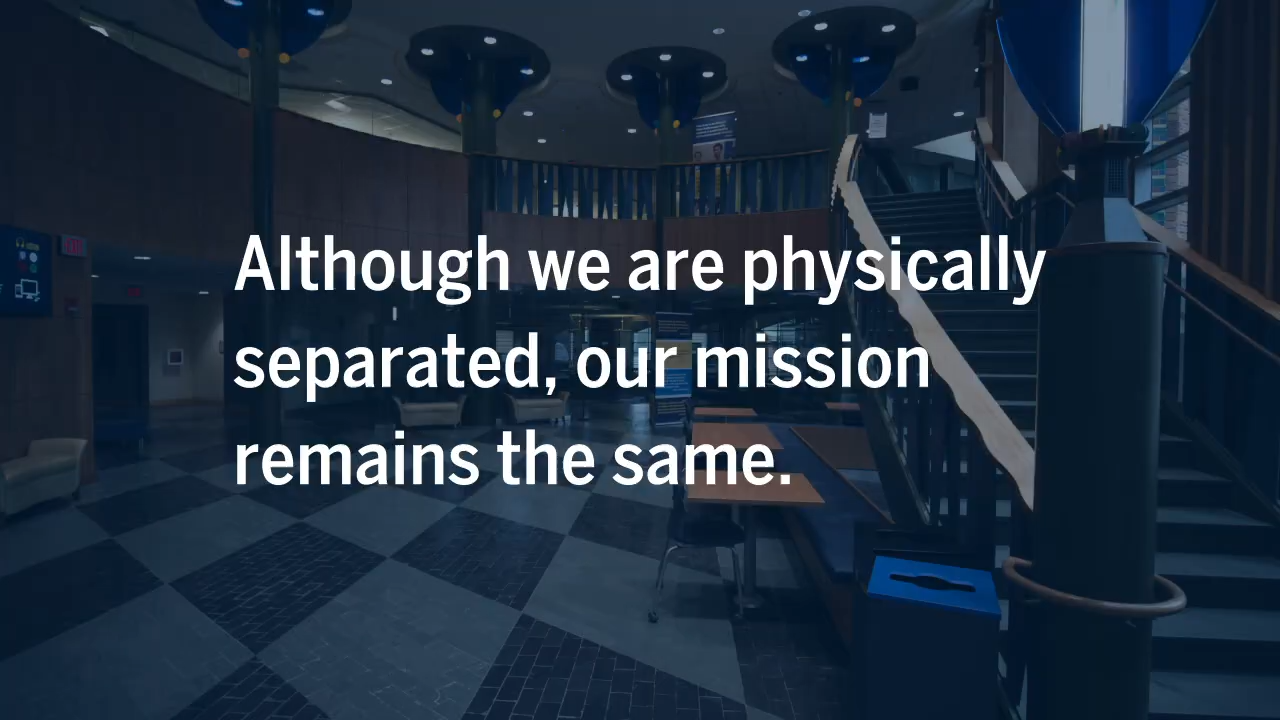 Although we are physically
separated, our mission
remains the same.